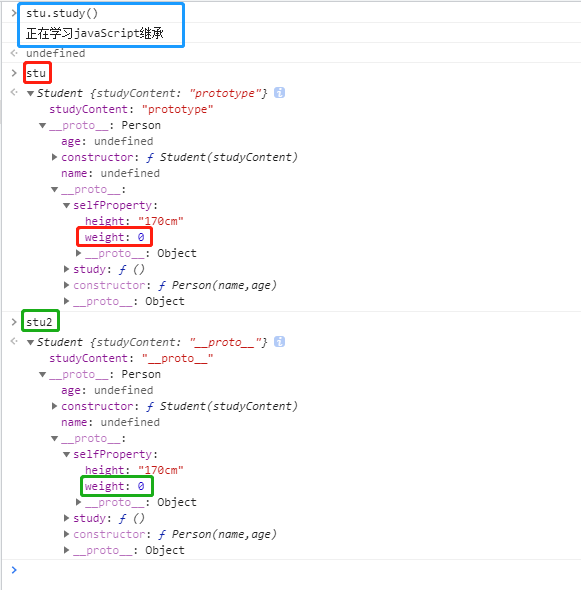 stu.study()
正在学习javaScript继承
undefined
stu
Student {studyContent: "prototype"}
studyContent: "prototype"
__proto__: Person
age: undefined
constructor: ƒ Student(studyContent)
name: undefined
__proto__:
selfProperty:
height: "170cm"
weight: 0
__proto__: Object
study: ƒ ()
constructor: ƒ Person(name,age)
__proto__: Object
stu2
Student {studyContent: "__proto__"}
studyContent: "__proto__"
__proto__: Person
age: undefined
constructor: ƒ Student(studyContent)
name: undefined
__proto__:
selfProperty:
height: "170cm"
weight: 0
__proto__: Object
study: ƒ ()
constructor: ƒ Person(name,age)
__proto__: Object